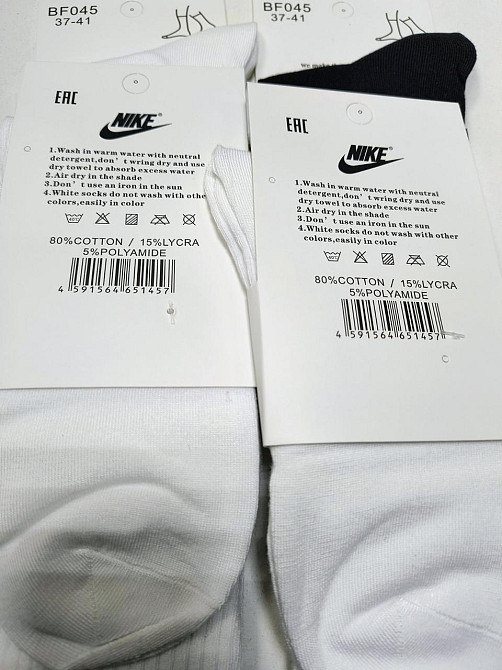 BF045
37-41
EAC
NIKE
1.Wash in warm water with neutral
detergent,don't wring dry and use
dry towel to absorb excess water
2.Air dry in the shade
3.Don't use an iron in the sun
4.White socks do not wash with othe
colors,easily in color
80%COTTON / 15%LYCRA
5%POLYAMIDE
4 591564 651457
BF045
37-41
we make
EAC
NIKE
1.Wash in warm water with neutral
detergent,don't wring dry and use
dry towel to absorb excess water
2.Air dry in the shade
3.Don't use an iron in the sun
4.White socks do not wash with other
colors,easily in color
80%COTTON / 15%LYCRA
5%POLYAMIDE
4 591564 651457